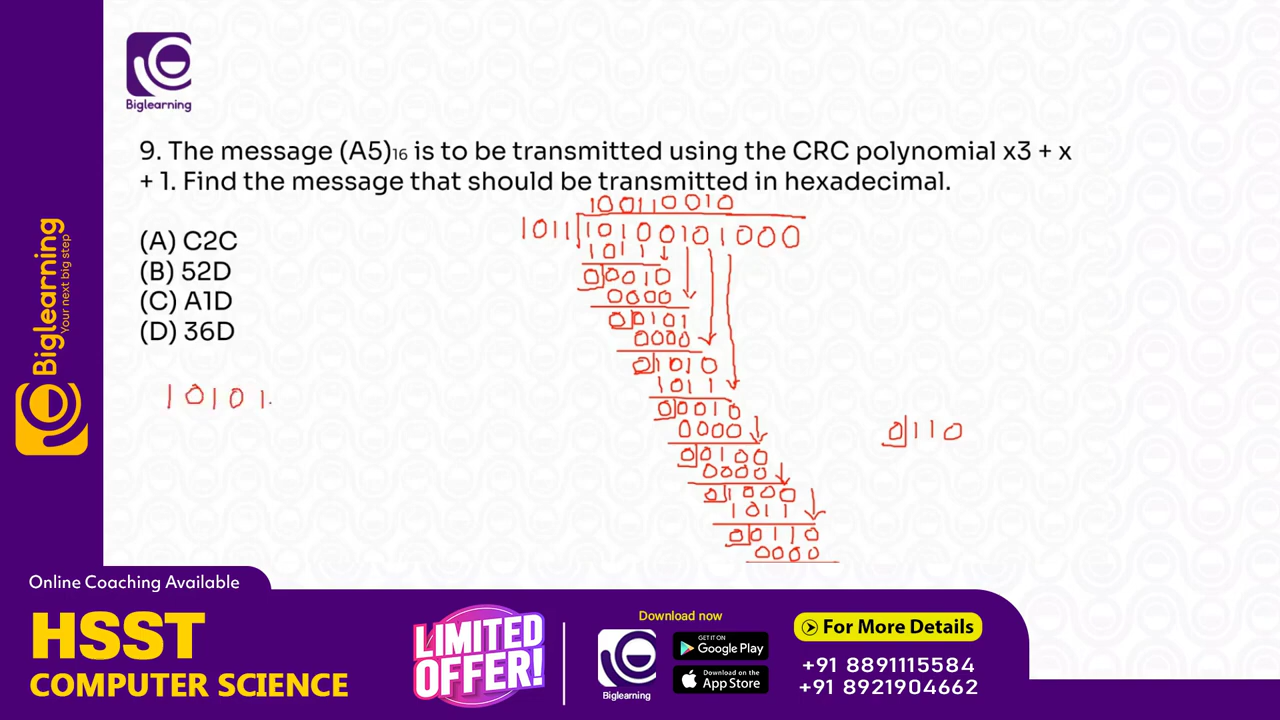 Biglearning
9. The message (A5)16 is to be transmitted using the CRC polynomial x3 + x
+ 1. Find the message that should be transmitted in hexadecimal.
(A) C2C
(B) 52D
(C) A1D
(D) 36D
10101
10011 0010
1011 10100101000
1011
00010
0000
00101
0000
01010
1011
00010
0000
00100
0000
01000
1011
00110
0000
0110
Biglearning
Your next big step
Online Coaching Available
HSST
COMPUTER SCIENCE
LIMITED
OFFER!
Download now
Biglearning
GET IT ON
Google Play
Download on the
App Store
For More Details
+91 8891115584
+91 8921904662